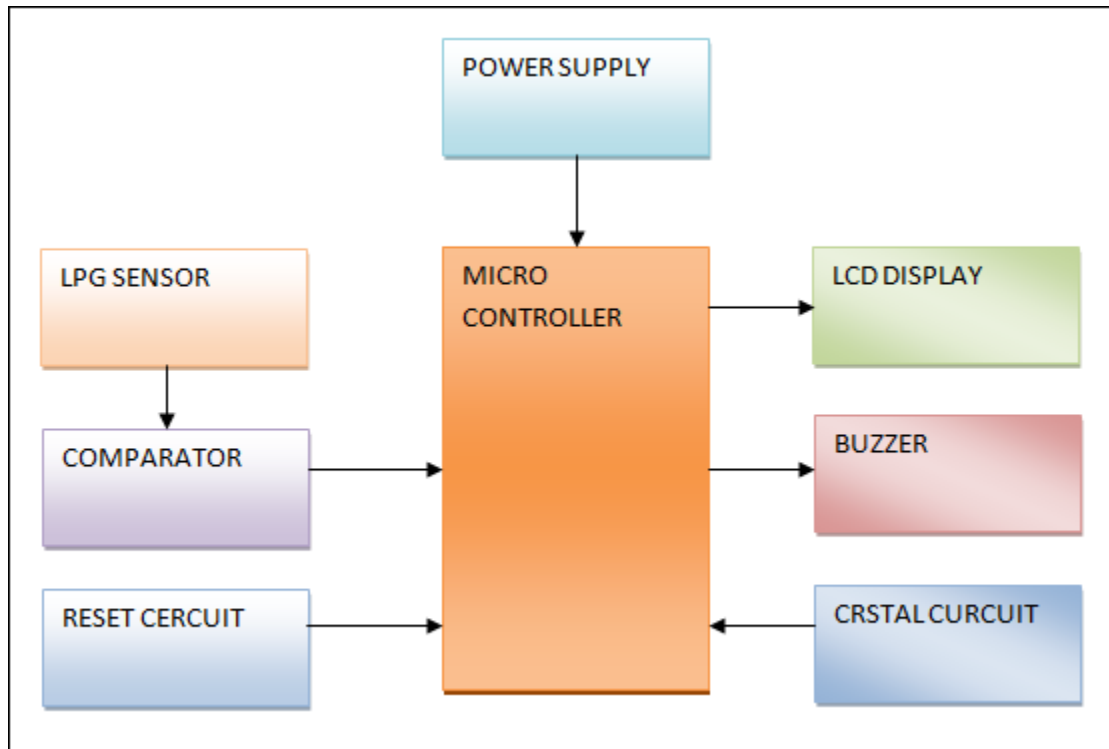 POWER SUPPLY
LPG SENSOR
MICRO
CONTROLLER
LCD DISPLAY
COMPARATOR
BUZZER
RESET CERCUIT
CRSTAL CURCUIT